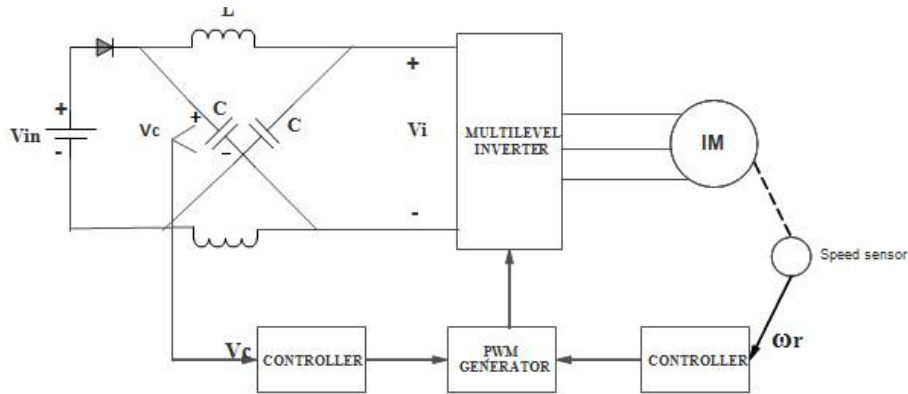 L
+
Vin
-
Vc
+
C
-
C
+
Vi
-
MULTILEVEL
INVERTER
IM
Speed sensor
ωr
Vc
CONTROLLER
PWM
GENERATOR
CONTROLLER